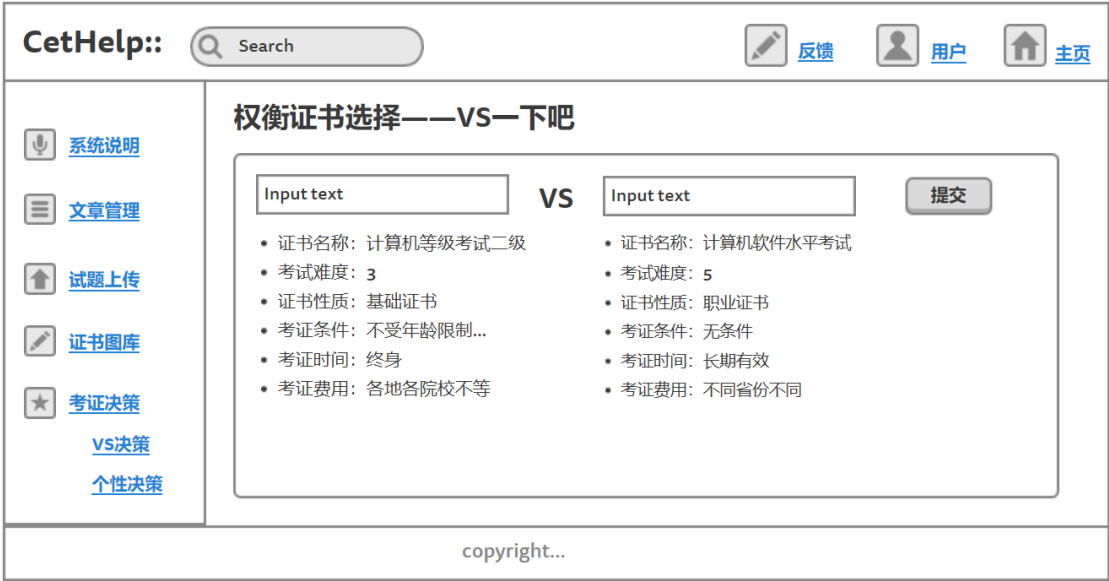 CetHelp:: Search 反馈 用户 主页
系统说明
文章管理
试题上传
证书图库
考证决策
VS决策
个性决策
权衡证书选择——VS一下吧
Input text VS Input text 提交
证书名称：计算机等级考试二级
考试难度：3
证书性质：基础证书
考证条件：不受年龄限制...
考证时间：终身
考证费用：各地各院校不等
证书名称：计算机软件水平考试
考试难度：5
证书性质：职业证书
考证条件：无条件
考证时间：长期有效
考证费用：不同省份不同
copyright...